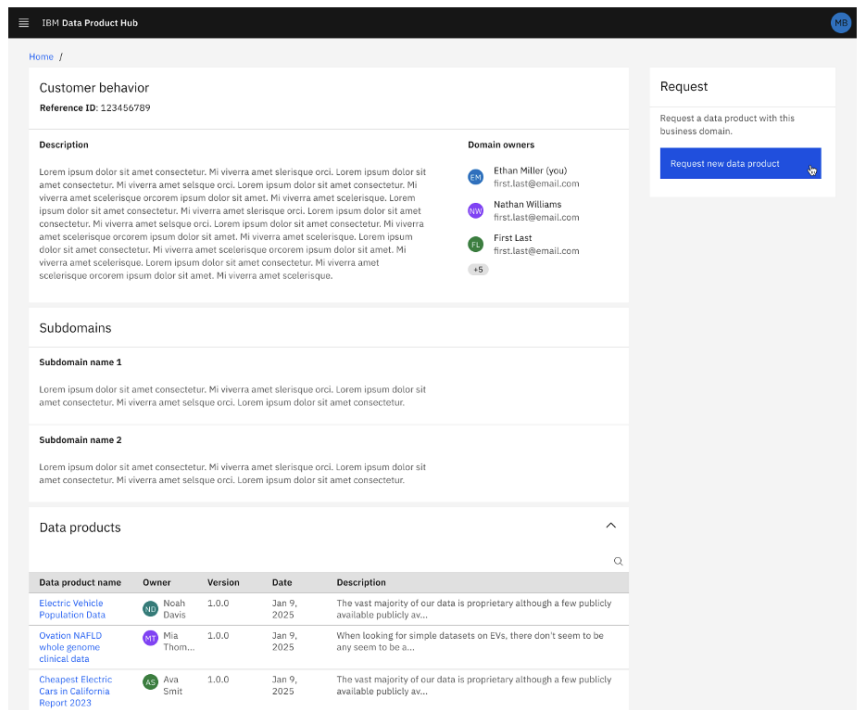 IBM Data Product Hub
MB
Home /
Customer behavior
Reference ID: 123456789
Description
Lorem ipsum dolor sit amet consectetur. Mi viverra amet slerisque orci. Lorem ipsum dolor sit
amet consectetur. Mi viverra amet selsque orci. Lorem ipsum dolor sit amet consectetur. Mi
viverra amet scelerisque orcorem ipsum dolor sit amet. Mi viverra amet scelerisque. Lorem
ipsum dolor sit amet consectetur. Mi viverra amet slerisque orci. Lorem ipsum dolor sit amet
consectetur. Mi viverra amet selsque orci. Lorem ipsum dolor sit amet consectetur. Mi viverra
amet scelerisque orcorem ipsum dolor sit amet. Mi viverra amet scelerisque. Lorem ipsum
dolor sit amet consectetur. Mi viverra amet scelerisque orcorem ipsum dolor sit amet. Mi
viverra amet scelerisque. Lorem ipsum dolor sit amet consectetur. Mi viverra amet
scelerisque orcorem ipsum dolor sit amet. Mi viverra amet scelerisque.
Domain owners
EM Ethan Miller (you)
first.last@email.com
NW Nathan Williams
first.last@email.com
FL First Last
first.last@email.com
+5
Request
Request a data product with this
business domain.
Request new data product
Subdomains
Subdomain name 1
Lorem ipsum dolor sit amet consectetur. Mi viverra amet slerisque orci. Lorem ipsum dolor sit
amet consectetur. Mi viverra amet selsque orci. Lorem ipsum dolor sit amet consectetur.
Subdomain name 2
Lorem ipsum dolor sit amet consectetur. Mi viverra amet slerisque orci. Lorem ipsum dolor sit
amet consectetur. Mi viverra amet selsque orci. Lorem ipsum dolor sit amet consectetur.
Data products
Data product name Owner Version Date Description
Electric Vehicle
Population Data
ND Noah
Davis
1.0.0
Jan 9,
2025
The vast majority of our data is proprietary although a few publicly
available publicly av...
Ovation NAFLD
whole genome
clinical data
MT Mia
Thom...
1.0.0
Jan 9,
2025
When looking for simple datasets on EVs, there don't seem to be
any seem to be a...
Cheapest Electric
Cars in California
Report 2023
AS Ava
Smit
1.0.0
Jan 9,
2025
The vast majority of our data is proprietary although a few publicly
available publicly av...